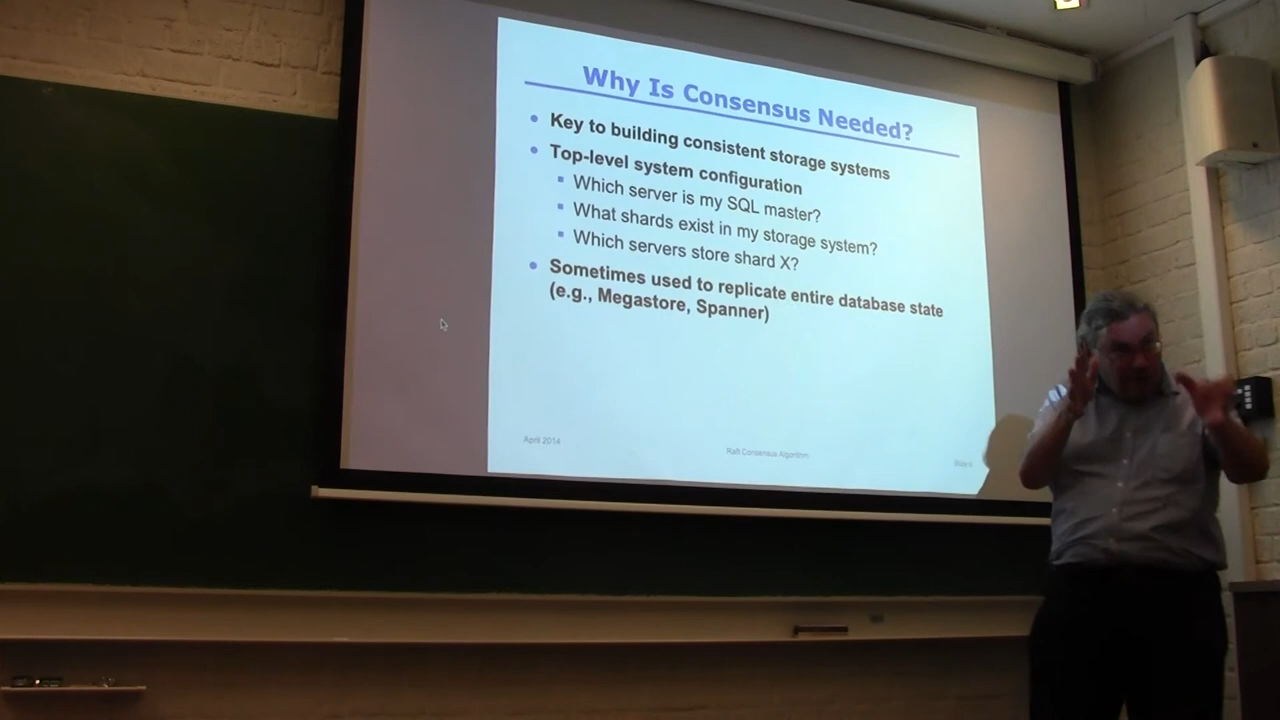 Why Is Consensus Needed?
• Key to building consistent storage systems
• Top-level system configuration
▪ Which server is my SQL master?
▪ What shards exist in my storage system?
▪ Which servers store shard X?
• Sometimes used to replicate entire database state
(e.g., Megastore, Spanner)
April 2014
Raft Consensus Algorithm